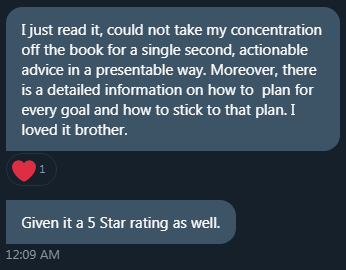 I just read it, could not take my concentration
off the book for a single second, actionable
advice in a presentable way. Moreover, there
is a detailed information on how to  plan for
every goal and how to stick to that plan. I
loved it brother.
1
Given it a 5 Star rating as well.
12:09 AM